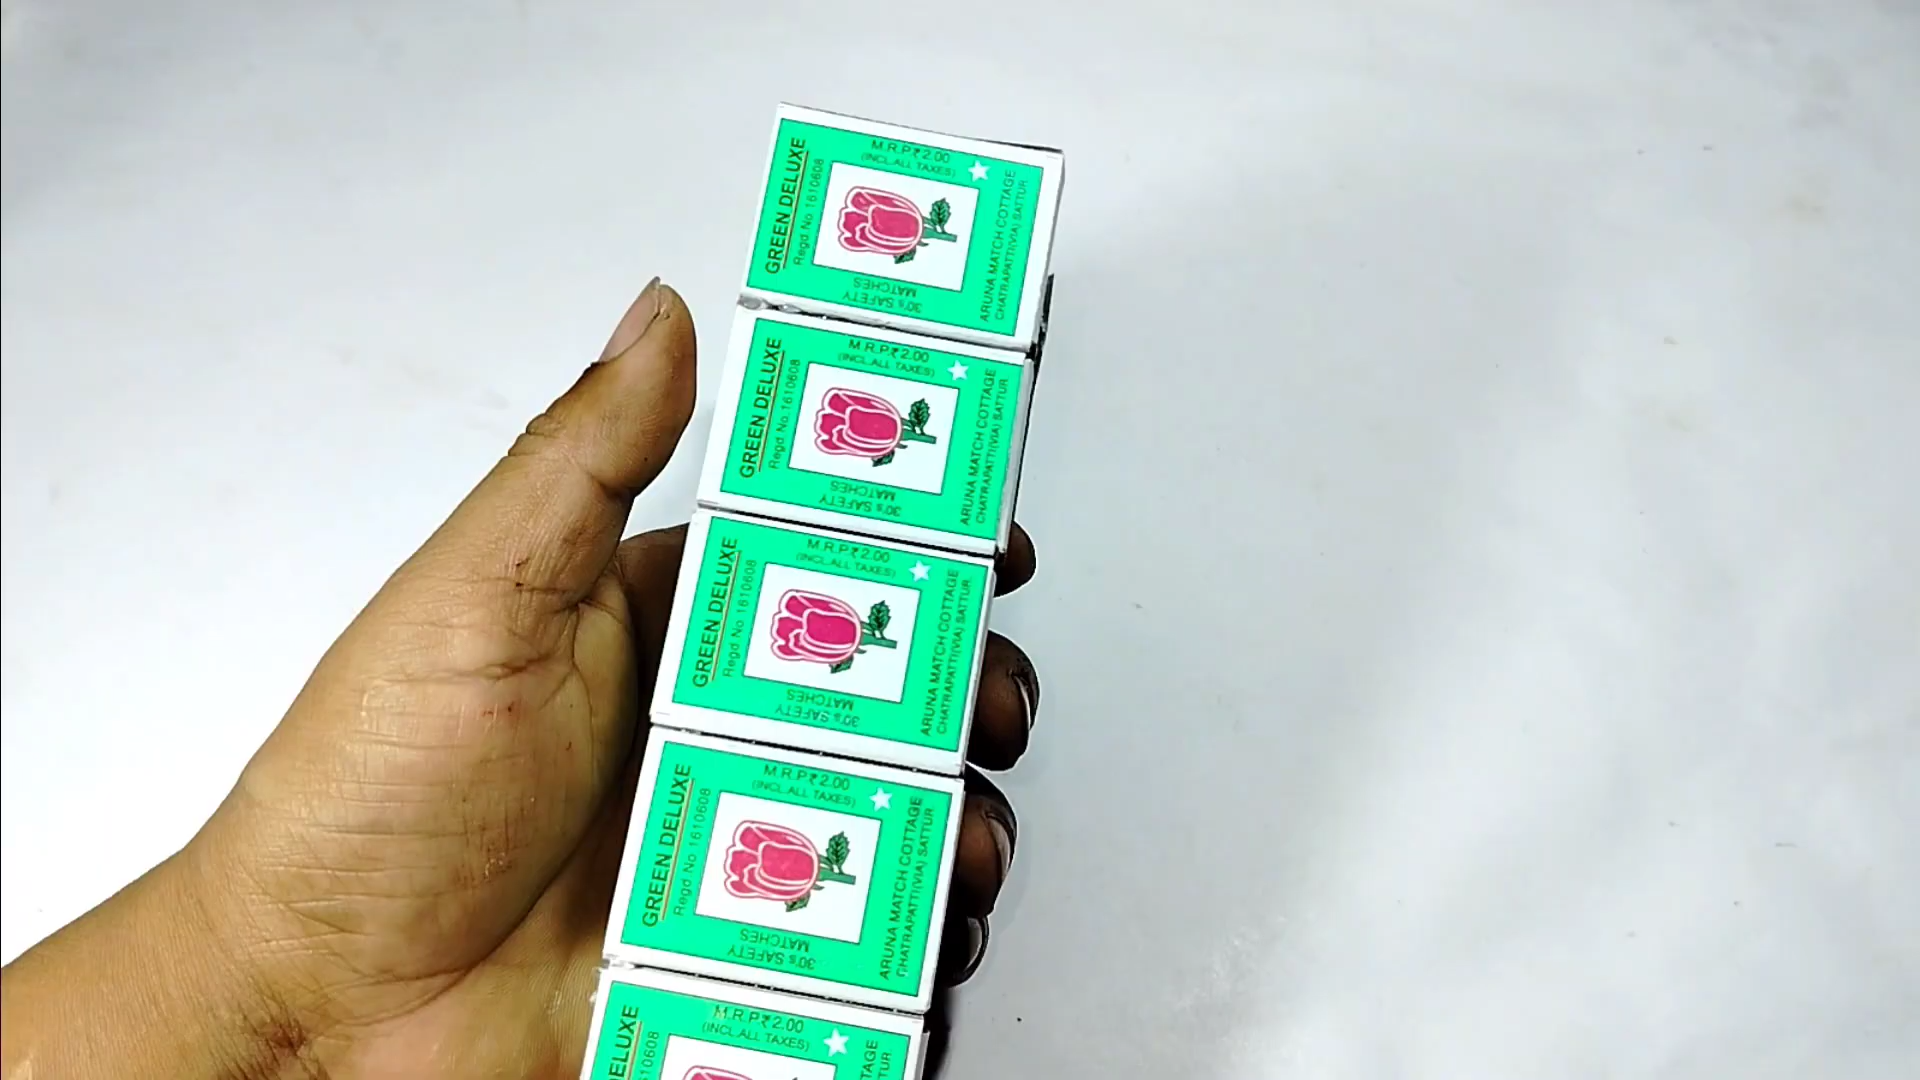 M.R.P.₹2.00
(INCL.ALL TAXES)
GREEN DELUXE
Regd No 1610608
ARUNA MATCH COTTAGE
CHATRAPATTI(VIA) SATTUR
30's SAFETY
MATCHES
M.R.P.₹2.00
(INCL.ALL TAXES)
GREEN DELUXE
Regd No.1610608
ARUNA MATCH COTTAGE
CHATRAPATTI(VIA) SATTUR
30's SAFETY
MATCHES
M.R.P.₹2.00
(INCL.ALL TAXES)
GREEN DELUXE
Regd No 1610608
ARUNA MATCH COTTAGE
CHATRAPATTI(VIA) SATTUR.
30's SAFETY
MATCHES
M.R.P.₹2.00
(INCL.ALL TAXES)
GREEN DELUXE
Regd No 1610608
ARUNA MATCH COTTAGE
CHATRAPATTI(VIA) SATTUR.
30's SAFETY
MATCHES
M.R.P.₹2.00
(INCL.ALL TAXES)
ELUXE
10608
TAGE
TUR